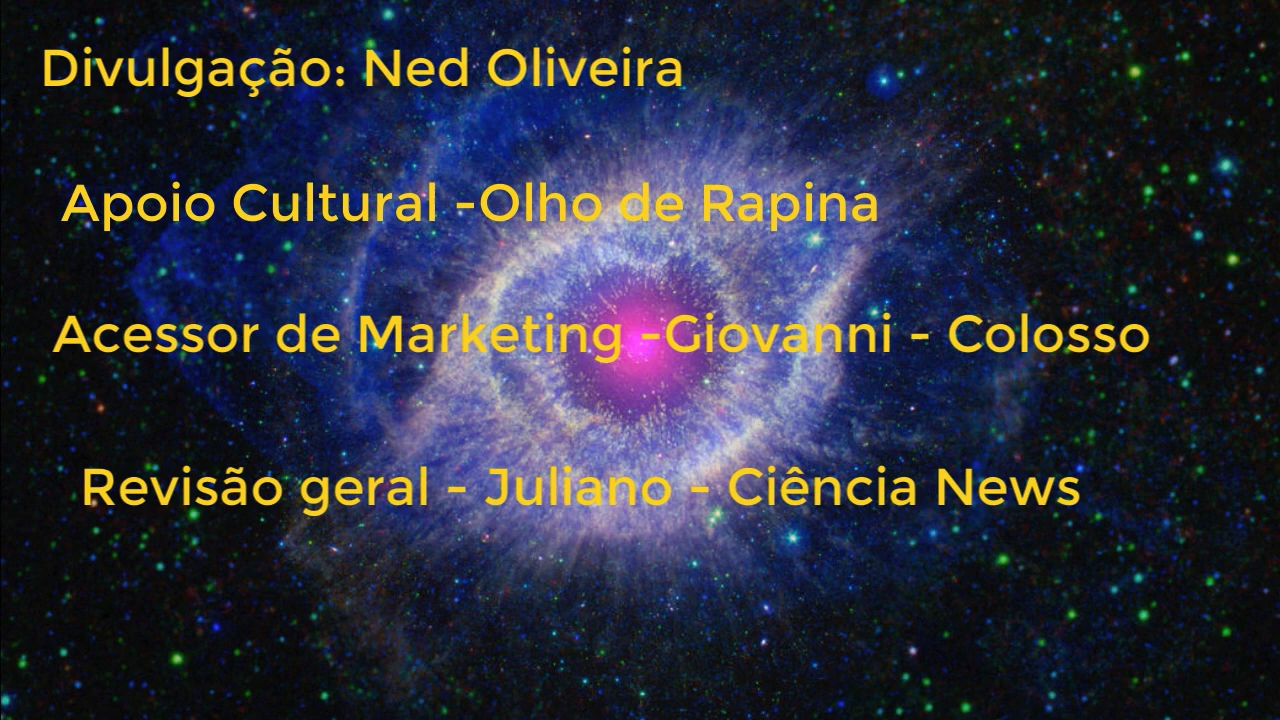 Divulgação: Ned Oliveira
Apoio Cultural -Olho de Rapina
Acessor de Marketing -Giovanni - Colosso
Revisão geral - Juliano - Ciência News